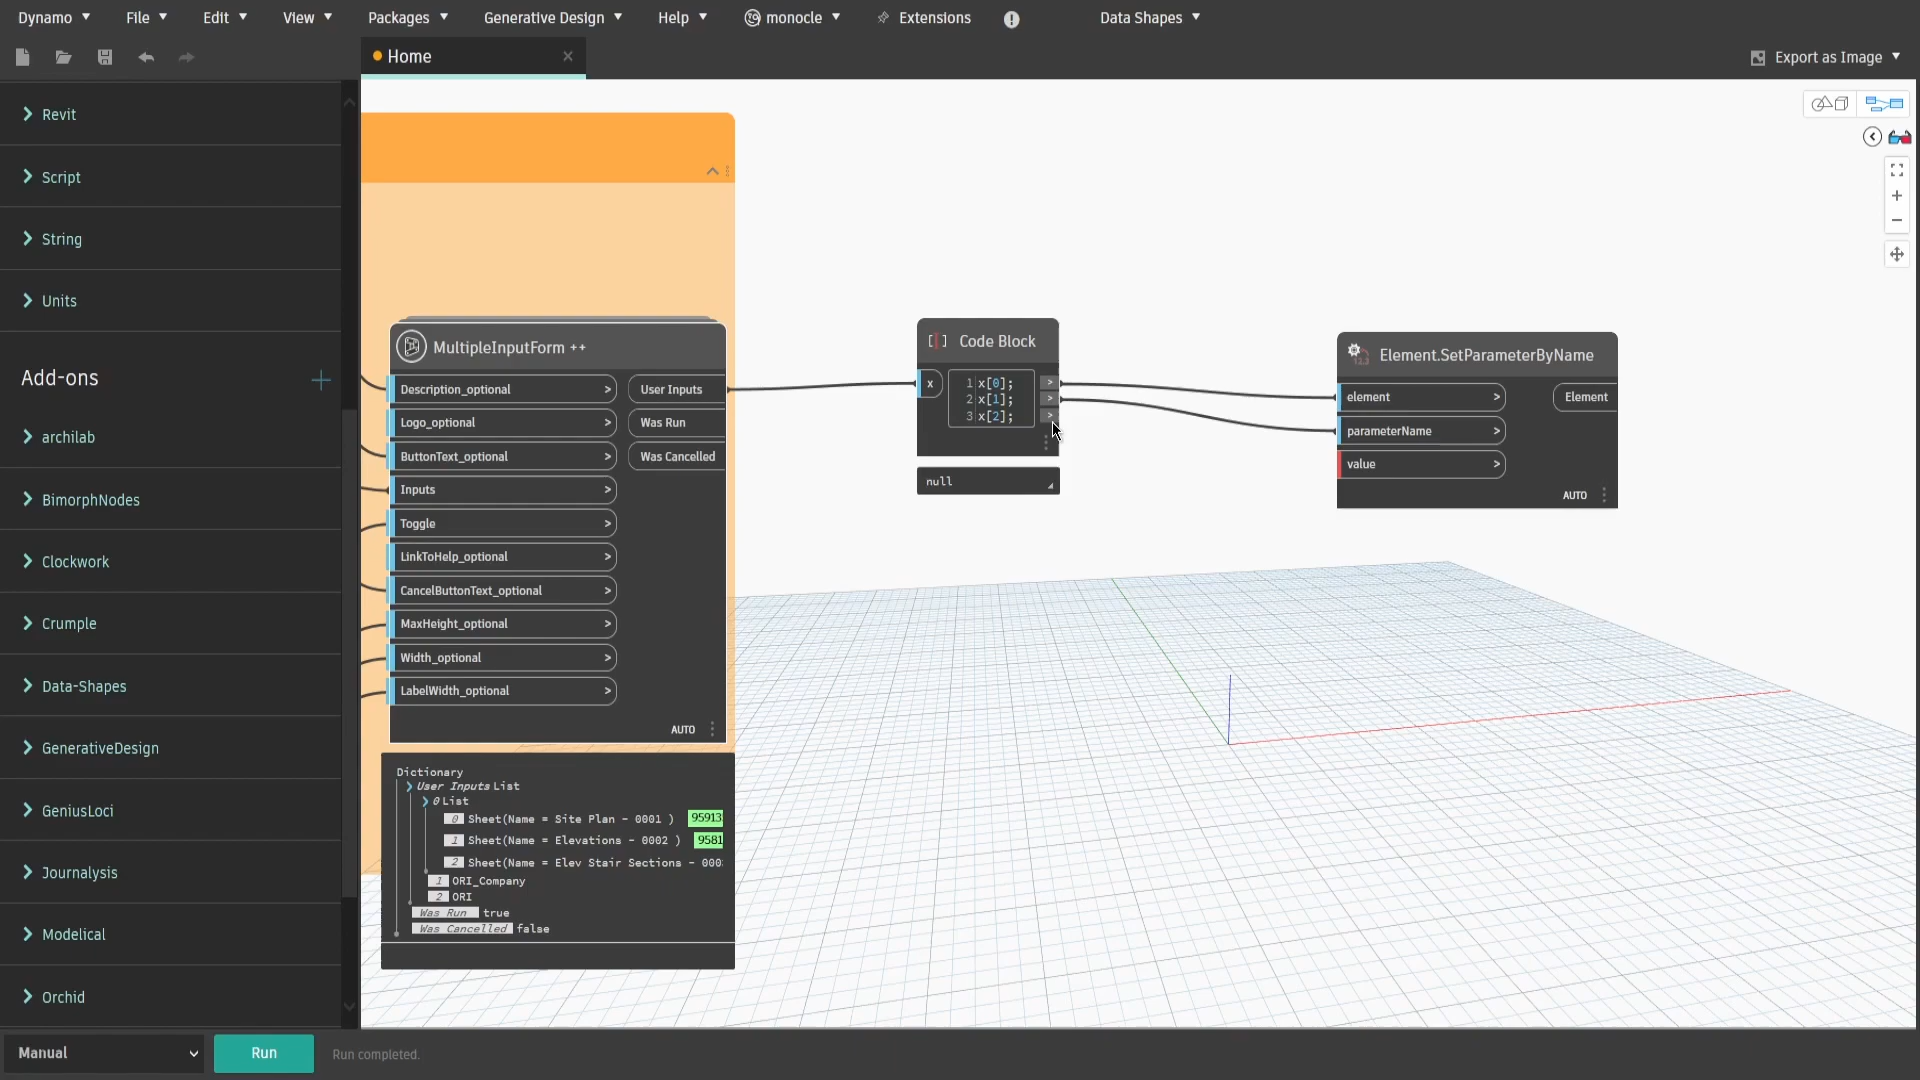 Dynamo File Edit View Packages Generative Design Help monocle Extensions Data Shapes
Home
Export as Image
Revit
Script
String
Units
Add-ons
archilab
BimorphNodes
Clockwork
Crumple
Data-Shapes
GenerativeDesign
GeniusLoci
Journalysis
Modelical
Orchid
MultipleInputForm ++
Description_optional > User Inputs
Logo_optional > Was Run
ButtonText_optional > Was Cancelled
Inputs >
Toggle >
LinkToHelp_optional >
CancelButtonText_optional >
MaxHeight_optional >
Width_optional >
LabelWidth_optional >
AUTO
Dictionary
User Inputs List
0 List
0 Sheet(Name = Site Plan - 0001 ) 95913
1 Sheet(Name = Elevations - 0002 ) 9581
2 Sheet(Name = Elev Stair Sections - 000
1 ORI_Company
2 ORI
Was Run true
Was Cancelled false
Code Block
x
1 x[0]; >
2 x[1]; >
3 x[2]; >
null
Element.SetParameterByName
element > Element
parameterName >
value >
AUTO
Manual Run Run completed.